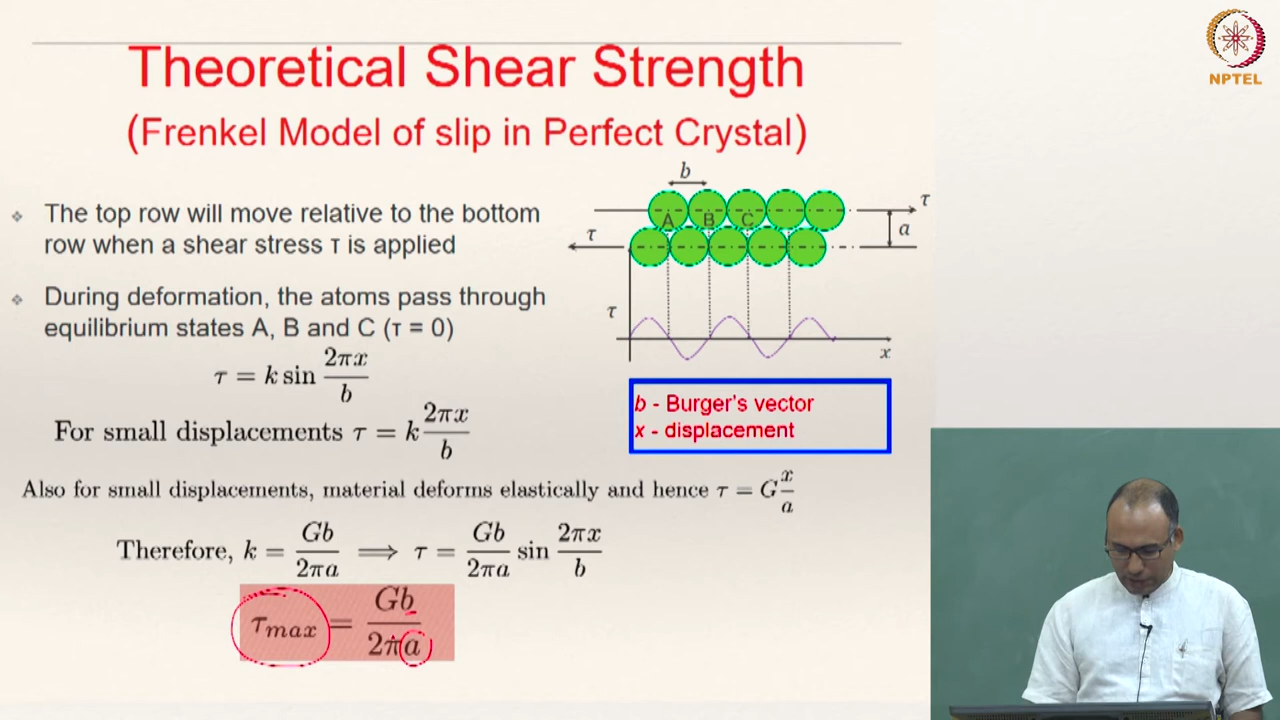 NPTEL
Theoretical Shear Strength
(Frenkel Model of slip in Perfect Crystal)
❖ The top row will move relative to the bottom
row when a shear stress τ is applied
❖ During deformation, the atoms pass through
equilibrium states A, B and C (τ = 0)
τ = k sin 2πx/b
For small displacements τ = k 2πx/b
b
A B C
τ
τ
a
τ
x
b - Burger's vector
x - displacement
Also for small displacements, material deforms elastically and hence τ = G x/a
Therefore, k = Gb/2πa ⟹ τ = Gb/2πa sin 2πx/b
τmax = Gb/2πa